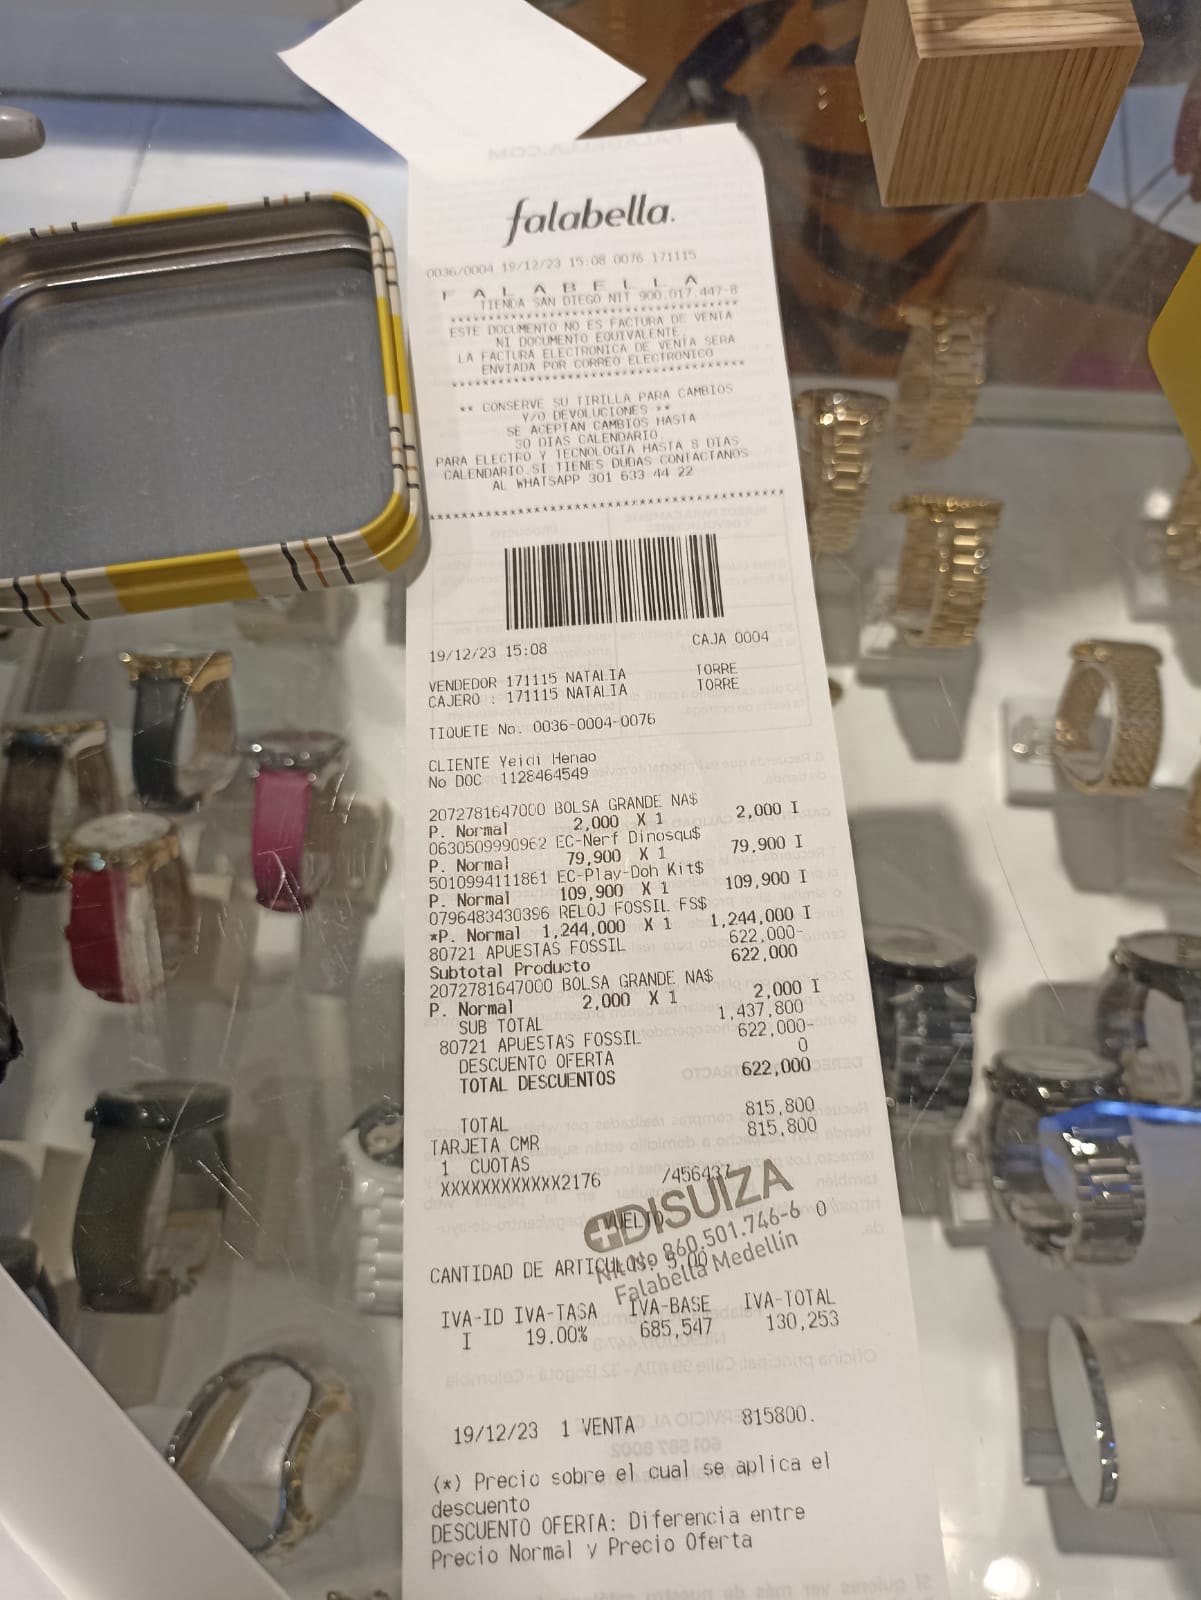 falabella.
0036/0004 19/12/23 15:08 0076 171115
F A L A B E L L A
TIENDA SAN DIEGO NIT 900.017.447-8
****************************************
ESTE DOCUMENTO NO ES FACTURA DE VENTA
NI DOCUMENTO EQUIVALENTE.
LA FACTURA ELECTRONICA DE VENTA SERA
ENVIADA POR CORREO ELECTRONICO
****************************************
** CONSERVE SU TIRILLA PARA CAMBIOS
Y/O DEVOLUCIONES **
SE ACEPTAN CAMBIOS HASTA
30 DIAS CALENDARIO
PARA ELECTRO Y TECNOLOGIA HASTA 8 DIAS
CALENDARIO.SI TIENES DUDAS CONTACTANOS
AL WHATSAPP 301 633 44 22
****************************************
19/12/23 15:08 CAJA 0004
VENDEDOR 171115 NATALIA TORRE
CAJERO : 171115 NATALIA TORRE
TIQUETE No. 0036-0004-0076
CLIENTE Yeidi Henao
No DOC 1128464549
2072781647000 BOLSA GRANDE NA$
P. Normal 2,000 X 1 2,000 I
0630509990962 EC-Nerf Dinosqu$
P. Normal 79,900 X 1 79,900 I
5010994111861 EC-Play-Doh Kit$
P. Normal 109,900 X 1 109,900 I
0796483430396 RELOJ FOSSIL FS$
*P. Normal 1,244,000 X 1 1,244,000 I
80721 APUESTAS FOSSIL 622,000-
Subtotal Producto 622,000
2072781647000 BOLSA GRANDE NA$
P. Normal 2,000 X 1 2,000 I
SUB TOTAL 1,437,800
80721 APUESTAS FOSSIL 622,000-
DESCUENTO OFERTA 0
TOTAL DESCUENTOS 622,000
TOTAL 815,800
TARJETA CMR 815,800
1 CUOTAS
XXXXXXXXXXXX2176 /456437
DISUIZA
VUELTO 0
Nit No 860.501.746-6
CANTIDAD DE ARTICULOS: 5,00
Falabella Medellín
IVA-ID IVA-TASA IVA-BASE IVA-TOTAL
I 19.00% 685,547 130,253
19/12/23 1 VENTA 815800.
(*) Precio sobre el cual se aplica el
descuento
DESCUENTO OFERTA: Diferencia entre
Precio Normal y Precio Oferta